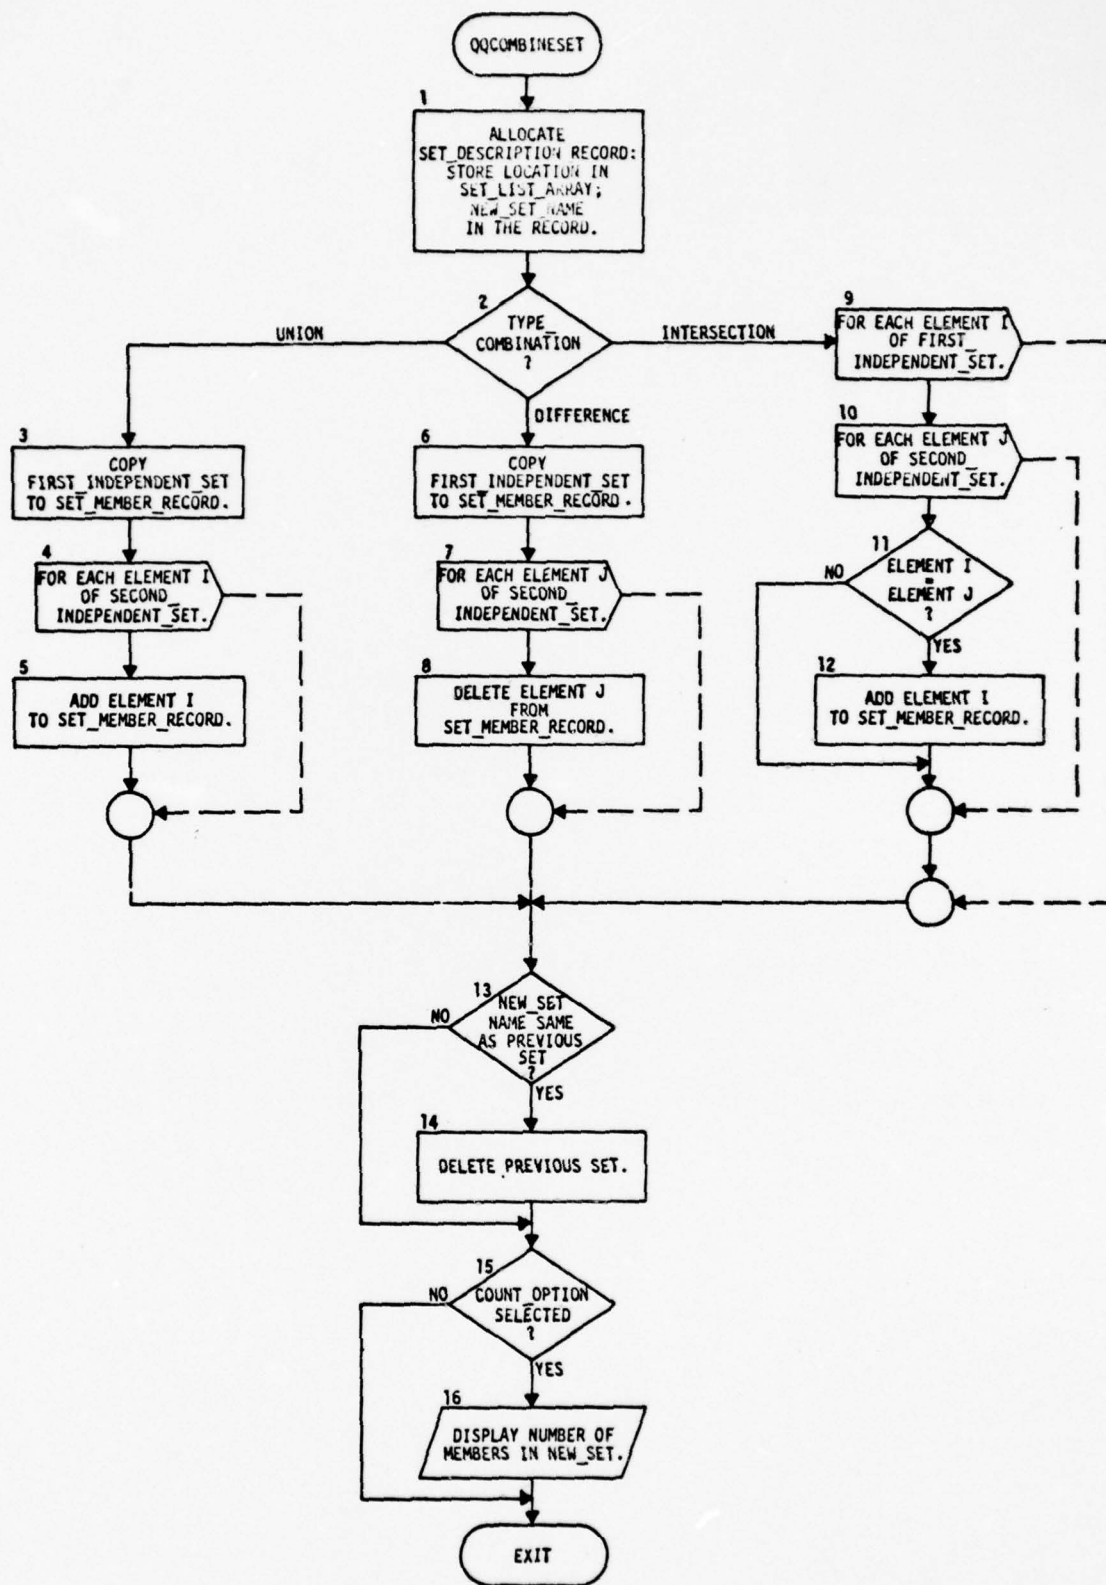 QQCOMBINESET
1
ALLOCATE
SET_DESCRIPTION RECORD:
STORE LOCATION IN
SET_LIST_ARRAY;
NEW_SET_NAME
IN THE RECORD.
2
TYPE_
COMBINATION
?
UNION
INTERSECTION
DIFFERENCE
3
COPY
FIRST_INDEPENDENT_SET
TO SET_MEMBER_RECORD.
4
FOR EACH ELEMENT I
OF SECOND_
INDEPENDENT_SET.
5
ADD ELEMENT I
TO SET_MEMBER_RECORD.
6
COPY
FIRST_INDEPENDENT_SET
TO SET_MEMBER_RECORD.
7
FOR EACH ELEMENT J
OF SECOND_
INDEPENDENT_SET.
8
DELETE ELEMENT J
FROM
SET_MEMBER_RECORD.
9
FOR EACH ELEMENT I
OF FIRST_
INDEPENDENT_SET.
10
FOR EACH ELEMENT J
OF SECOND_
INDEPENDENT_SET.
11
ELEMENT I
=
ELEMENT J
?
NO
YES
12
ADD ELEMENT I
TO SET_MEMBER_RECORD.
13
NEW_SET
NAME SAME
AS PREVIOUS
SET
?
NO
YES
14
DELETE PREVIOUS SET.
15
COUNT_OPTION
SELECTED
?
NO
YES
16
DISPLAY NUMBER OF
MEMBERS IN NEW_SET.
EXIT